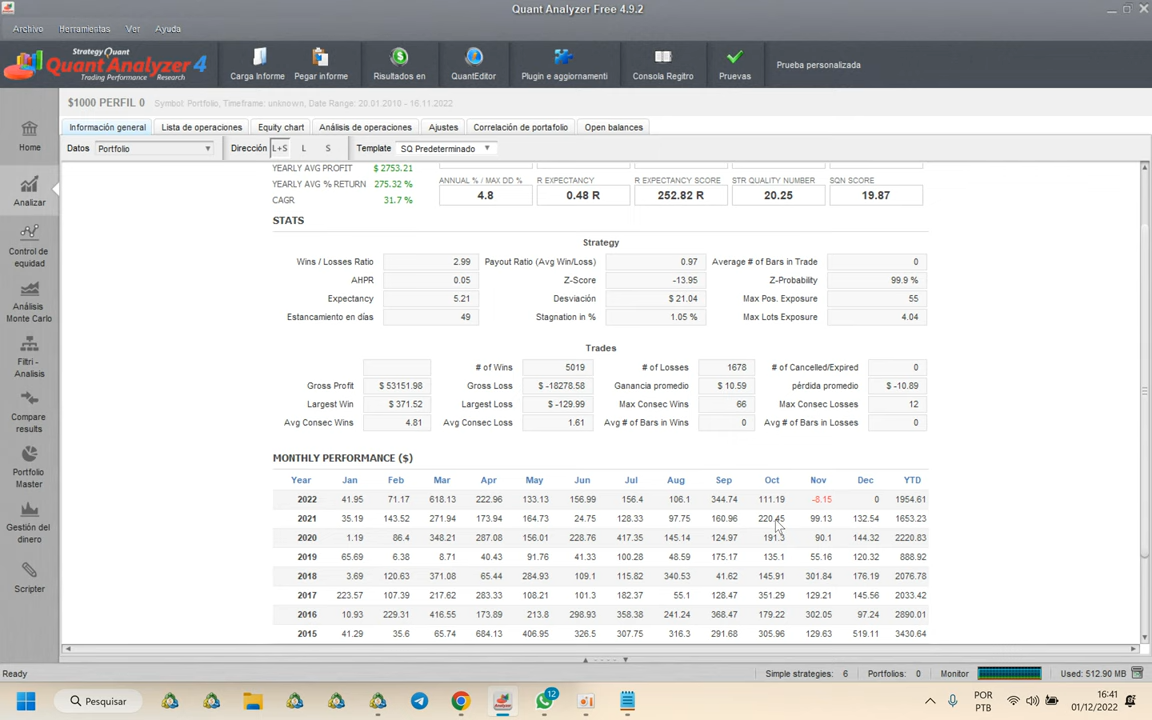 Quant Analyzer Free 4.9.2
Archivo Herramientas Ver Ayuda
StrategyQuant
QuantAnalyzer 4
Trading Performance Research
Carga Informe Pegar informe Risultados en QuantEditor Plugin e aggiornamenti Consola Regitro Pruevas Prueba personalizada
$1000 PERFIL 0 Symbol: Portfolio, Timeframe: unknown, Date Range: 20.01.2010 - 16.11.2022
Información general Lista de operaciones Equity chart Análisis de operaciones Ajustes Correlación de portafolio Open balances
Datos Portfolio Dirección L+S L S Template SQ Predeterminado
Home
Analizar
Control de equidad
Análisis Monte Carlo
Filtri - Analisis
Compare results
Portfolio Master
Gestión del dinero
Scripter
YEARLY AVG PROFIT $ 2753.21
YEARLY AVG % RETURN 275.32 %
CAGR 31.7 %
ANNUAL % / MAX DD % R EXPECTANCY R EXPECTANCY SCORE STR QUALITY NUMBER SQN SCORE
4.8 0.48 R 252.82 R 20.25 19.87
STATS
Strategy
Wins / Losses Ratio 2.99 Payout Ratio (Avg Win/Loss) 0.97 Average # of Bars in Trade 0
AHPR 0.05 Z-Score -13.95 Z-Probability 99.9 %
Expectancy 5.21 Desviación $ 21.04 Max Pos. Exposure 55
Estancamiento en días 49 Stagnation in % 1.05 % Max Lots Exposure 4.04
Trades
# of Wins 5019 # of Losses 1678 # of Cancelled/Expired 0
Gross Profit $ 53151.98 Gross Loss $ -18278.58 Ganancia promedio $ 10.59 pérdida promedio $ -10.89
Largest Win $ 371.52 Largest Loss $ -129.99 Max Consec Wins 66 Max Consec Losses 12
Avg Consec Wins 4.81 Avg Consec Loss 1.61 Avg # of Bars in Wins 0 Avg # of Bars in Losses 0
MONTHLY PERFORMANCE ($)
Year Jan Feb Mar Apr May Jun Jul Aug Sep Oct Nov Dec YTD
2022 41.95 71.17 618.13 222.96 133.13 156.99 156.4 106.1 344.74 111.19 -8.15 0 1954.61
2021 35.19 143.52 271.94 173.94 164.73 24.75 128.33 97.75 160.96 220.45 99.13 132.54 1653.23
2020 1.19 86.4 348.21 287.08 156.01 228.76 417.35 145.14 124.97 191.3 90.1 144.32 2220.83
2019 65.69 6.38 8.71 40.43 91.76 41.33 100.28 48.59 175.17 135.1 55.16 120.32 888.92
2018 3.69 120.63 371.08 65.44 284.93 109.1 115.82 340.53 41.62 145.91 301.84 176.19 2076.78
2017 223.57 107.39 217.62 283.33 108.21 101.3 182.37 55.1 128.47 351.29 129.21 145.56 2033.42
2016 10.93 229.31 416.55 173.89 213.8 298.93 358.38 241.24 368.47 179.22 302.05 97.24 2890.01
2015 41.29 35.6 65.74 684.13 406.95 326.5 307.75 316.3 291.68 305.96 129.63 519.11 3430.64
Ready Simple strategies: 6 Portfolios: 0 Monitor Used: 512.90 MB
Pesquisar 12 POR PTB 16:41 01/12/2022